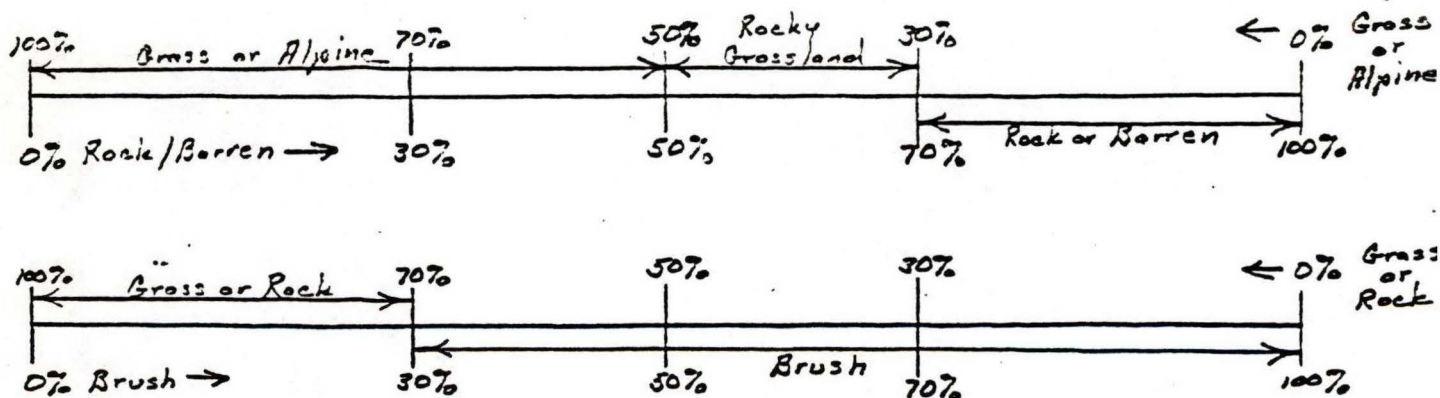 100% Grass or Alpine 70% 50% Rocky Grassland 30% ← 0% Grass or Alpine
0% Rock/Barren → 30% 50% 70% Rock or Barren 100%
100% Grass or Rock 70% 50% 30% ← 0% Grass or Rock
0% Brush → 30% 50% Brush 70% 100%